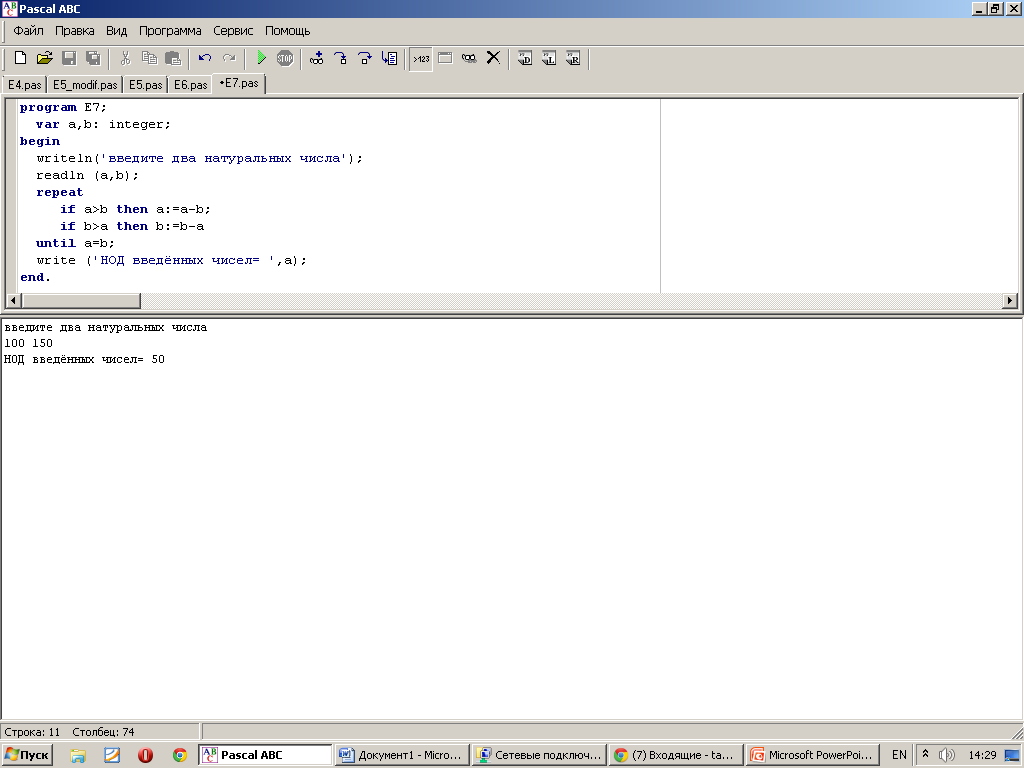 Pascal ABC
Файл Правка Вид Программа Сервис Помощь
E4.pas E5_modif.pas E5.pas E6.pas •E7.pas
program E7;
var a,b: integer;
begin
writeln('введите два натуральных числа');
readln (a,b);
repeat
if a>b then a:=a-b;
if b>a then b:=b-a
until a=b;
write ('НОД введённых чисел= ',a);
end.
введите два натуральных числа
100 150
НОД введённых чисел= 50
Строка: 11 Столбец: 74
Пуск Pascal ABC Документ1 - Micro... Сетевые подключ... (7) Входящие - ta... Microsoft PowerPoi... EN 14:29